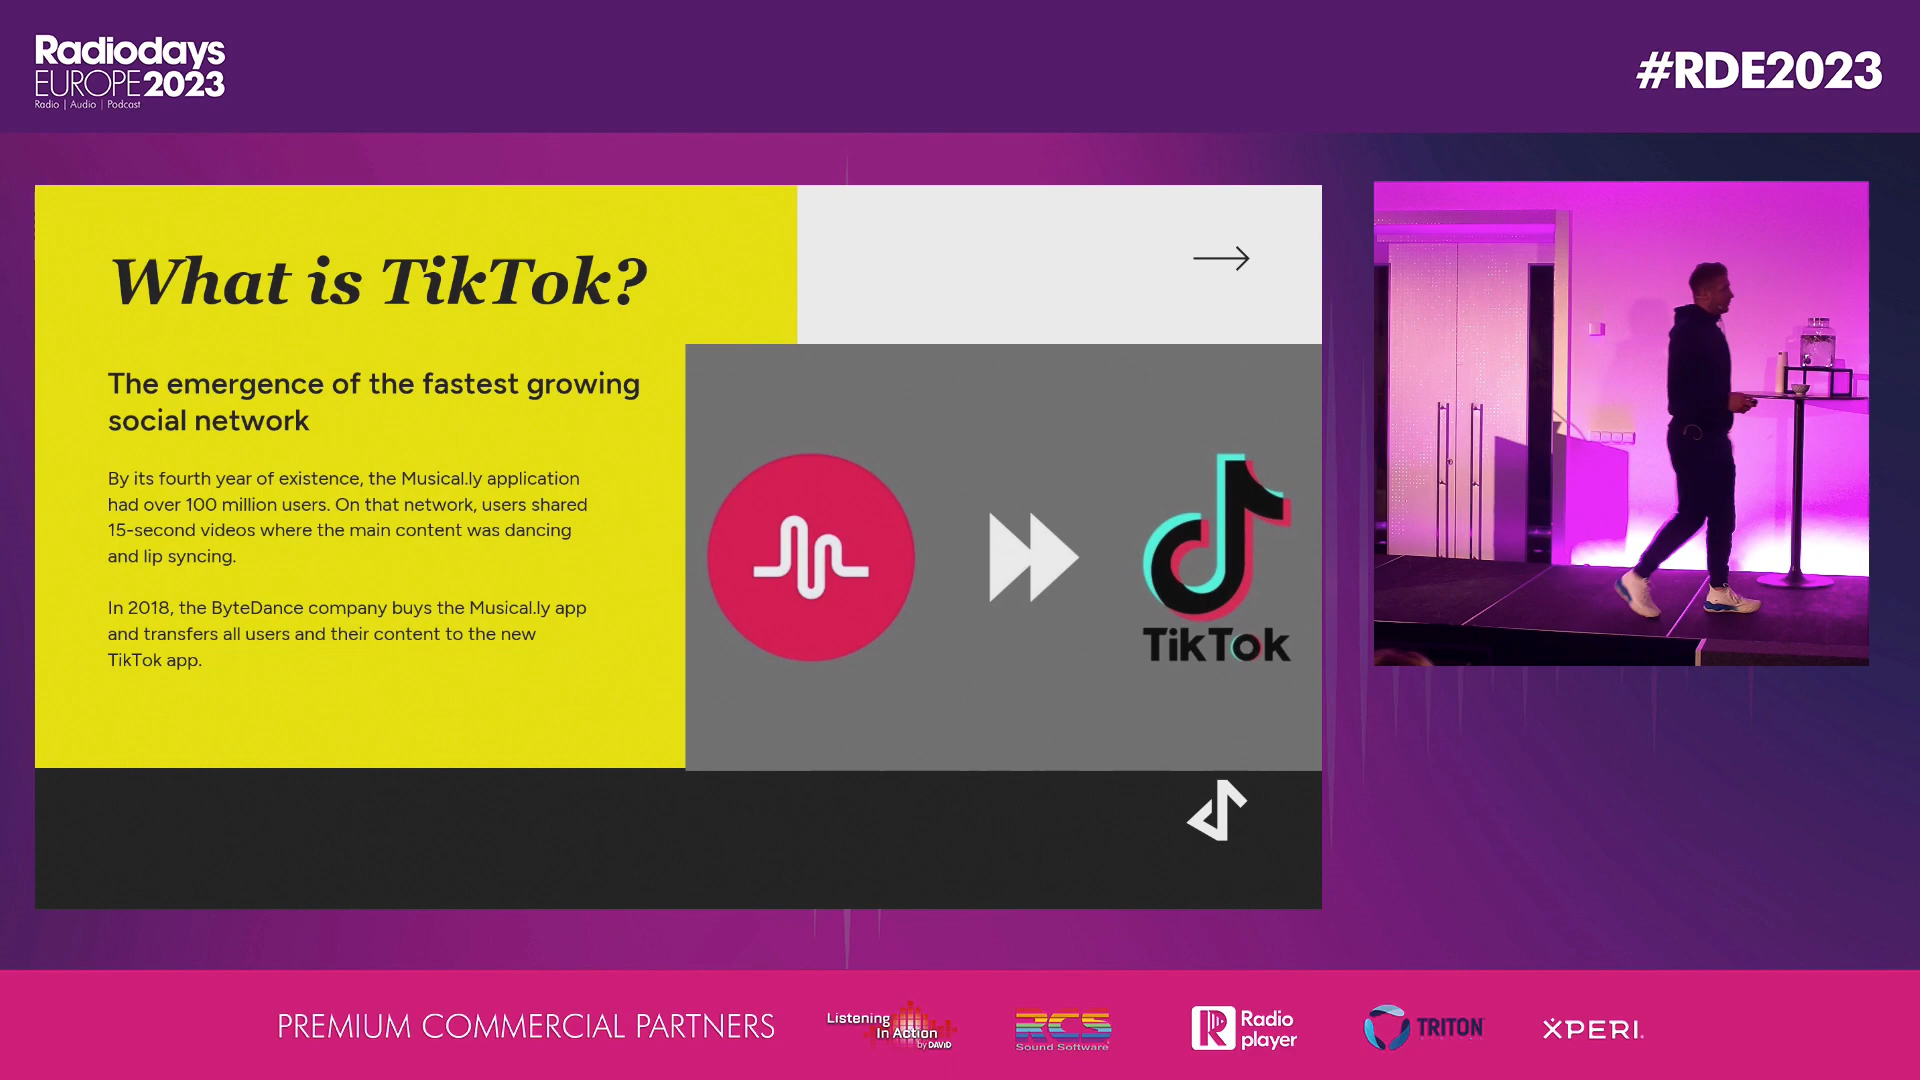 Radiodays
EUROPE 2023
Radio | Audio | Podcast
#RDE2023
What is TikTok?
The emergence of the fastest growing
social network
By its fourth year of existence, the Musical.ly application
had over 100 million users. On that network, users shared
15-second videos where the main content was dancing
and lip syncing.
In 2018, the ByteDance company buys the Musical.ly app
and transfers all users and their content to the new
TikTok app.
TikTok
PREMIUM COMMERCIAL PARTNERS
Listening
In Action
by DAVID
RCS
Sound Software
Radio
player
TRITON
XPERI